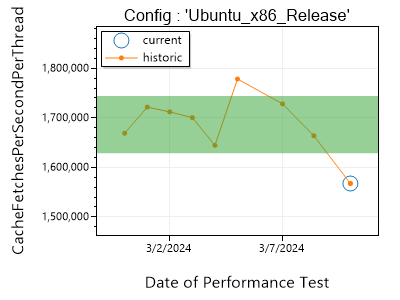 Config : 'Ubuntu_x86_Release'
current
historic
CacheFetchesPerSecondPerThread
1,800,000
1,700,000
1,600,000
1,500,000
3/2/2024
3/7/2024
Date of Performance Test